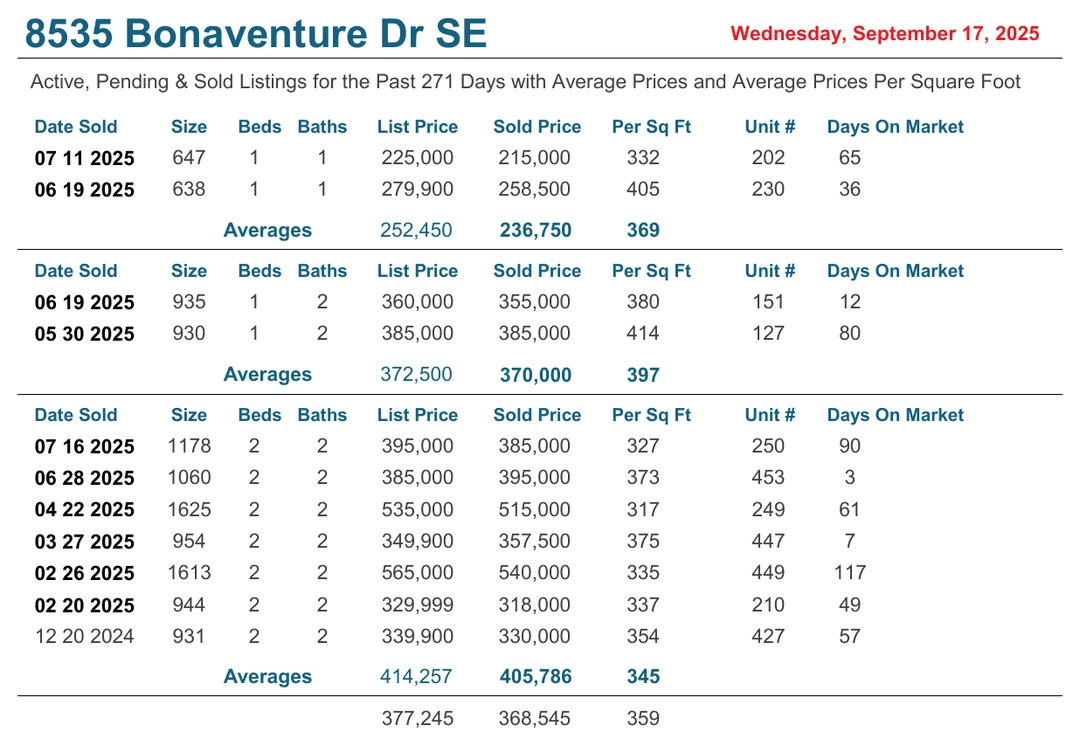 8535 Bonaventure Dr SE Wednesday, September 17, 2025
Active, Pending & Sold Listings for the Past 271 Days with Average Prices and Average Prices Per Square Foot
Date Sold Size Beds Baths List Price Sold Price Per Sq Ft Unit # Days On Market
07 11 2025 647 1 1 225,000 215,000 332 202 65
06 19 2025 638 1 1 279,900 258,500 405 230 36
Averages 252,450 236,750 369
Date Sold Size Beds Baths List Price Sold Price Per Sq Ft Unit # Days On Market
06 19 2025 935 1 2 360,000 355,000 380 151 12
05 30 2025 930 1 2 385,000 385,000 414 127 80
Averages 372,500 370,000 397
Date Sold Size Beds Baths List Price Sold Price Per Sq Ft Unit # Days On Market
07 16 2025 1178 2 2 395,000 385,000 327 250 90
06 28 2025 1060 2 2 385,000 395,000 373 453 3
04 22 2025 1625 2 2 535,000 515,000 317 249 61
03 27 2025 954 2 2 349,900 357,500 375 447 7
02 26 2025 1613 2 2 565,000 540,000 335 449 117
02 20 2025 944 2 2 329,999 318,000 337 210 49
12 20 2024 931 2 2 339,900 330,000 354 427 57
Averages 414,257 405,786 345
377,245 368,545 359